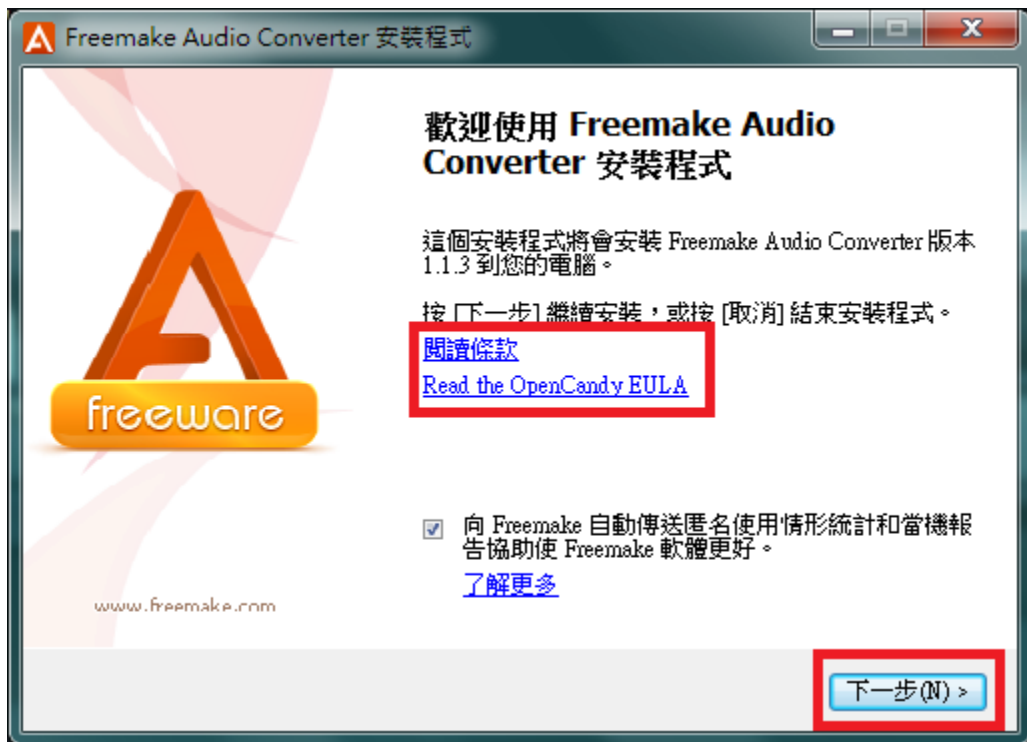 Freemake Audio Converter 安裝程式
歡迎使用 Freemake Audio
Converter 安裝程式
這個安裝程式將會安裝 Freemake Audio Converter 版本
1.1.3 到您的電腦。
按 [下一步] 繼續安裝，或按 [取消] 結束安裝程式。
閱讀條款
Read the OpenCandy EULA
freeware
向 Freemake 自動傳送匿名使用情形統計和當機報
告協助使 Freemake 軟體更好。
了解更多
www.freemake.com
下一步(N) >